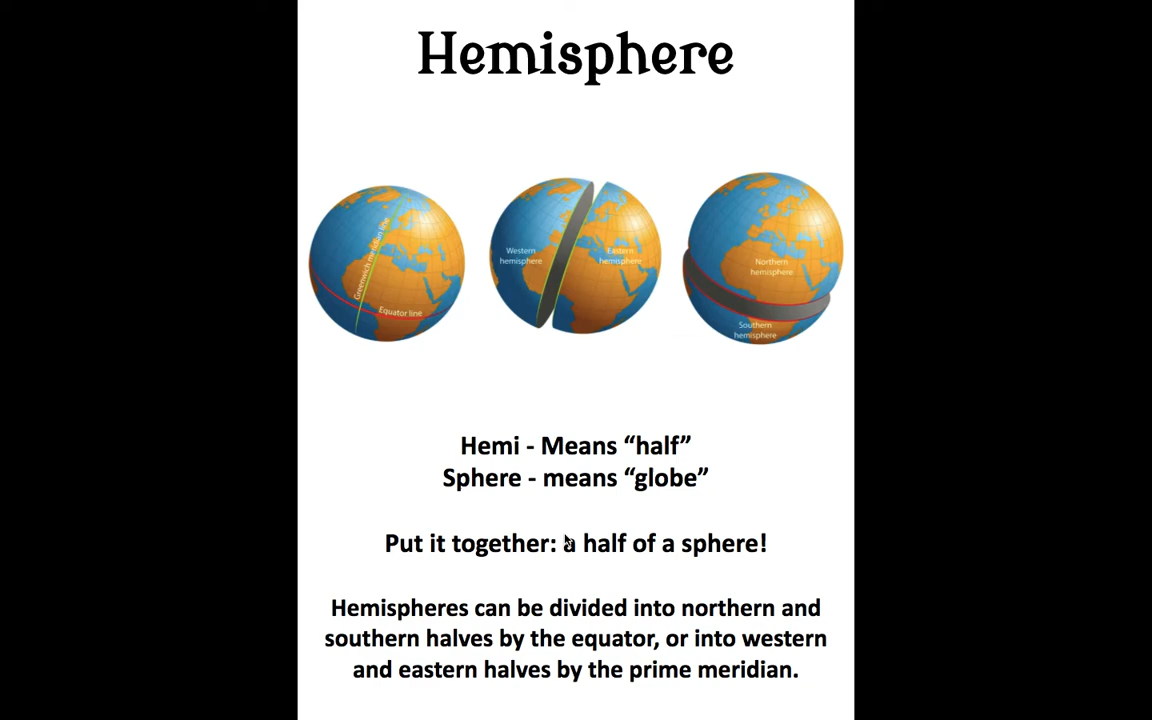 Hemisphere
Greenwich meridian line
Equator line
Western
hemisphere
Eastern
hemisphere
Northern
hemisphere
Southern
hemisphere
Hemi - Means “half”
Sphere - means “globe”
Put it together: a half of a sphere!
Hemispheres can be divided into northern and
southern halves by the equator, or into western
and eastern halves by the prime meridian.